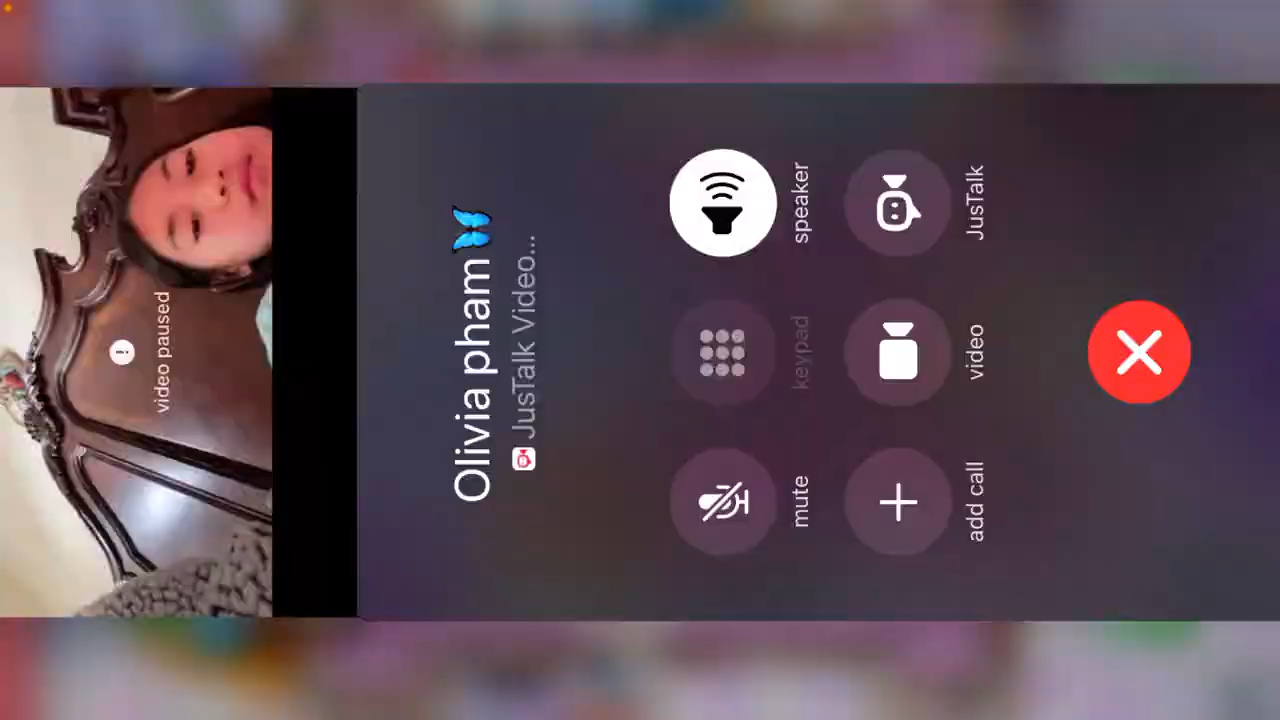 video paused
Olivia pham🦋
JusTalk Video...
mute
keypad
speaker
add call
video
JusTalk